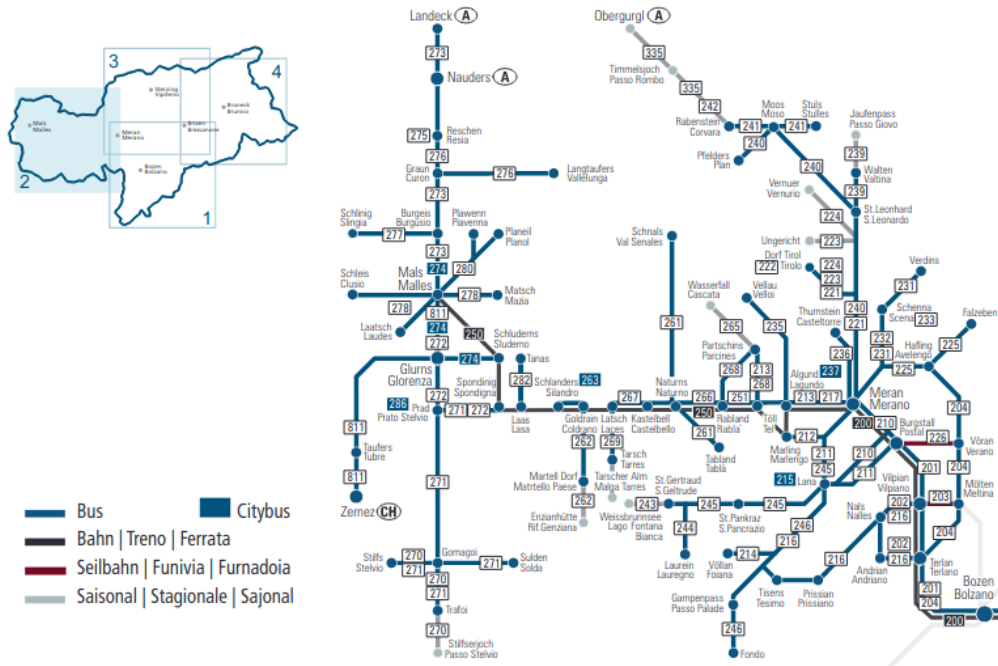 3
4
Sterzing
Vipiteno
Mals
Malles
Meran
Merano
Brixen
Bressanone
Bruneck
Brunico
Bozen
Bolzano
2
1
Landeck A
273
Nauders A
275
Reschen
Resia
276
Graun
Curon
276
Langtaufers
Vallelunga
273
Schlinig
Slingia
277
Burgeis
Burgusio
Plawenn
Piavenna
Planeil
Planol
273
274
280
Mals
Malles
Schleis
Clusio
278
Matsch
Mazia
278
811
274
272
Laatsch
Laudes
250
Schluderns
Sluderno
Glurns
Glorenza
274
Spondinig
Spondigna
272
286
Prad
Prato Stelvio
271
272
811
Taufers
Tubre
811
Zernez CH
271
Stilfs
Stelvio
270
271
Gomagoi
271
Sulden
Solda
270
271
Trafoi
270
Stilfserjoch
Passo Stelvio
Tanas
282
Laas
Lasa
Schlanders
Silandro
263
Goldrain
Coldrano
262
Martell Dorf
Matrtello Paese
262
Enzianhütte
Rif.Genziana
Latsch
Laces
267
269
Tarsch
Tarres
Tarscher Alm
Malga Tarres
Kastelbell
Castelbello
Schnals
Val Senales
261
Naturns
Naturno
266
250
261
Tabland
Tablà
Rabland
Rablà
251
Wasserfall
Cascata
265
Partschins
Parcines
268
213
268
Töll
Tel
Vellau
Velloi
235
Algund
Lagundo
237
213
217
Marling
Marlengo
212
Thurnstein
Casteltorre
236
Obergurgl A
335
Timmelsjoch
Passo Rombo
335
242
Rabenstein
Corvara
241
Moos
Moso
241
Stuls
Stulles
240
Pfelders
Plan
240
Jaufenpass
Passo Giovo
239
Walten
Valtina
239
St.Leonhard
S.Leonardo
Vernuer
Vernurio
224
Ungericht
223
Dorf Tirol
Tirolo
222
224
223
221
240
221
Verdins
231
Schenna
Scena
233
232
231
Falzeben
225
Hafling
Avelengo
225
Meran
Merano
204
200
210
Burgstall
Postal
226
Vöran
Verano
211
245
215
Lana
210
211
201
204
Vilpian
Vilpiano
202
203
Mölten
Meltina
216
Nals
Nalles
202
216
204
Andrian
Andriano
Terlan
Terlano
201
204
Bozen
Bolzano
200
246
216
St.Gertraud
S.Geltrude
Weissbrunnsee
Lago Fontana
Bianca
243
245
St.Pankraz
S.Pancrazio
245
244
Laurein
Lauregno
Völlan
Foiana
214
216
Tisens
Tesimo
Prissian
Prissiano
Gampenpass
Passo Palade
246
Fondo
Bus
Citybus
Bahn | Treno | Ferrata
Seilbahn | Funivia | Furnadoia
Saisonal | Stagionale | Sajonal